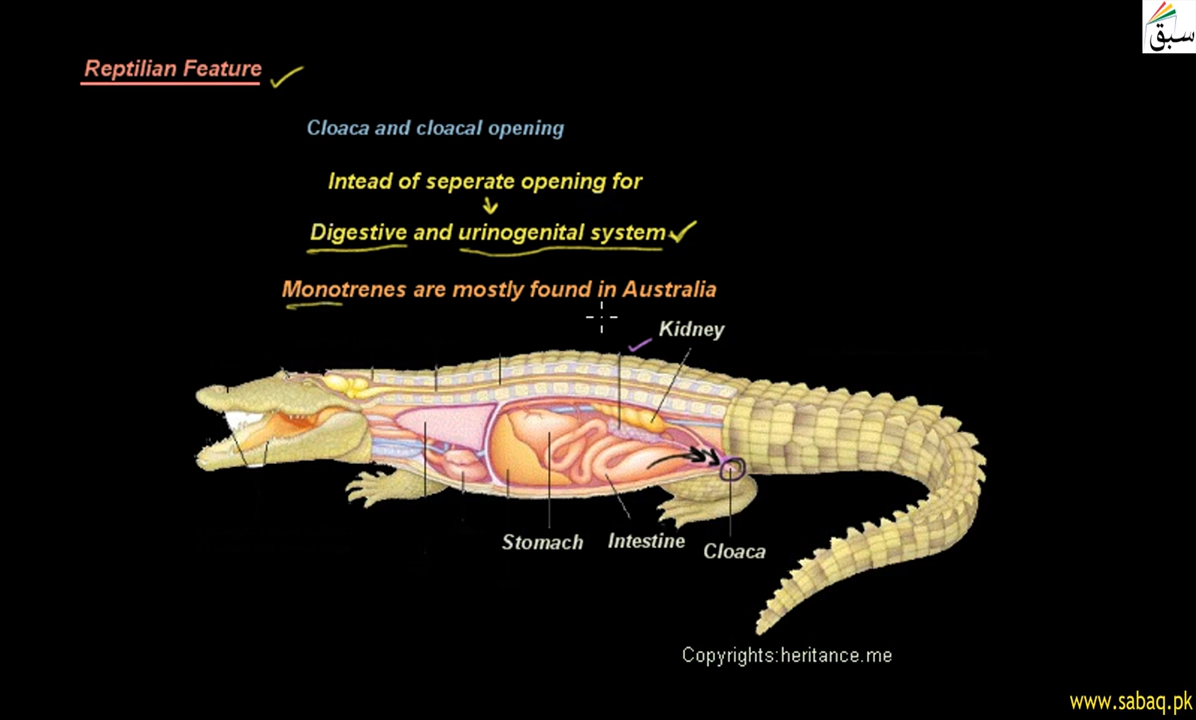 سبق
Reptilian Feature
Cloaca and cloacal opening
Intead of seperate opening for
Digestive and urinogenital system
Monotrenes are mostly found in Australia
Kidney
Stomach
Intestine
Cloaca
Copyrights:heritance.me
www.sabaq.pk